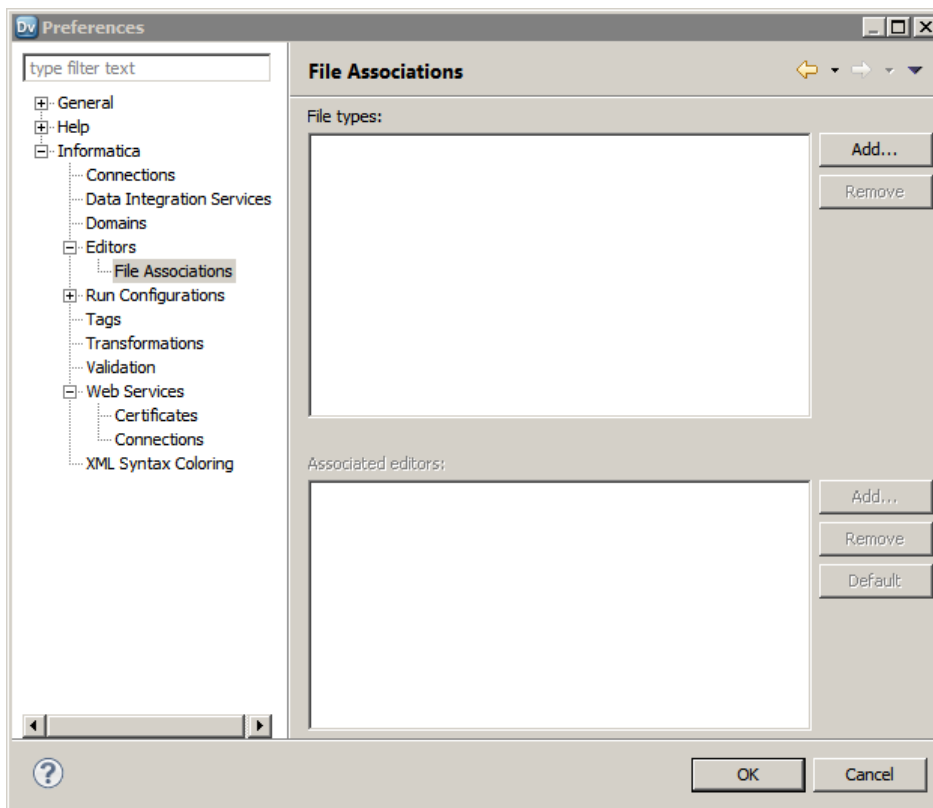 Dv Preferences
type filter text
General
Help
Informatica
Connections
Data Integration Services
Domains
Editors
File Associations
Run Configurations
Tags
Transformations
Validation
Web Services
Certificates
Connections
XML Syntax Coloring
File Associations
File types:
Add...
Remove
Associated editors:
Add...
Remove
Default
?
OK
Cancel